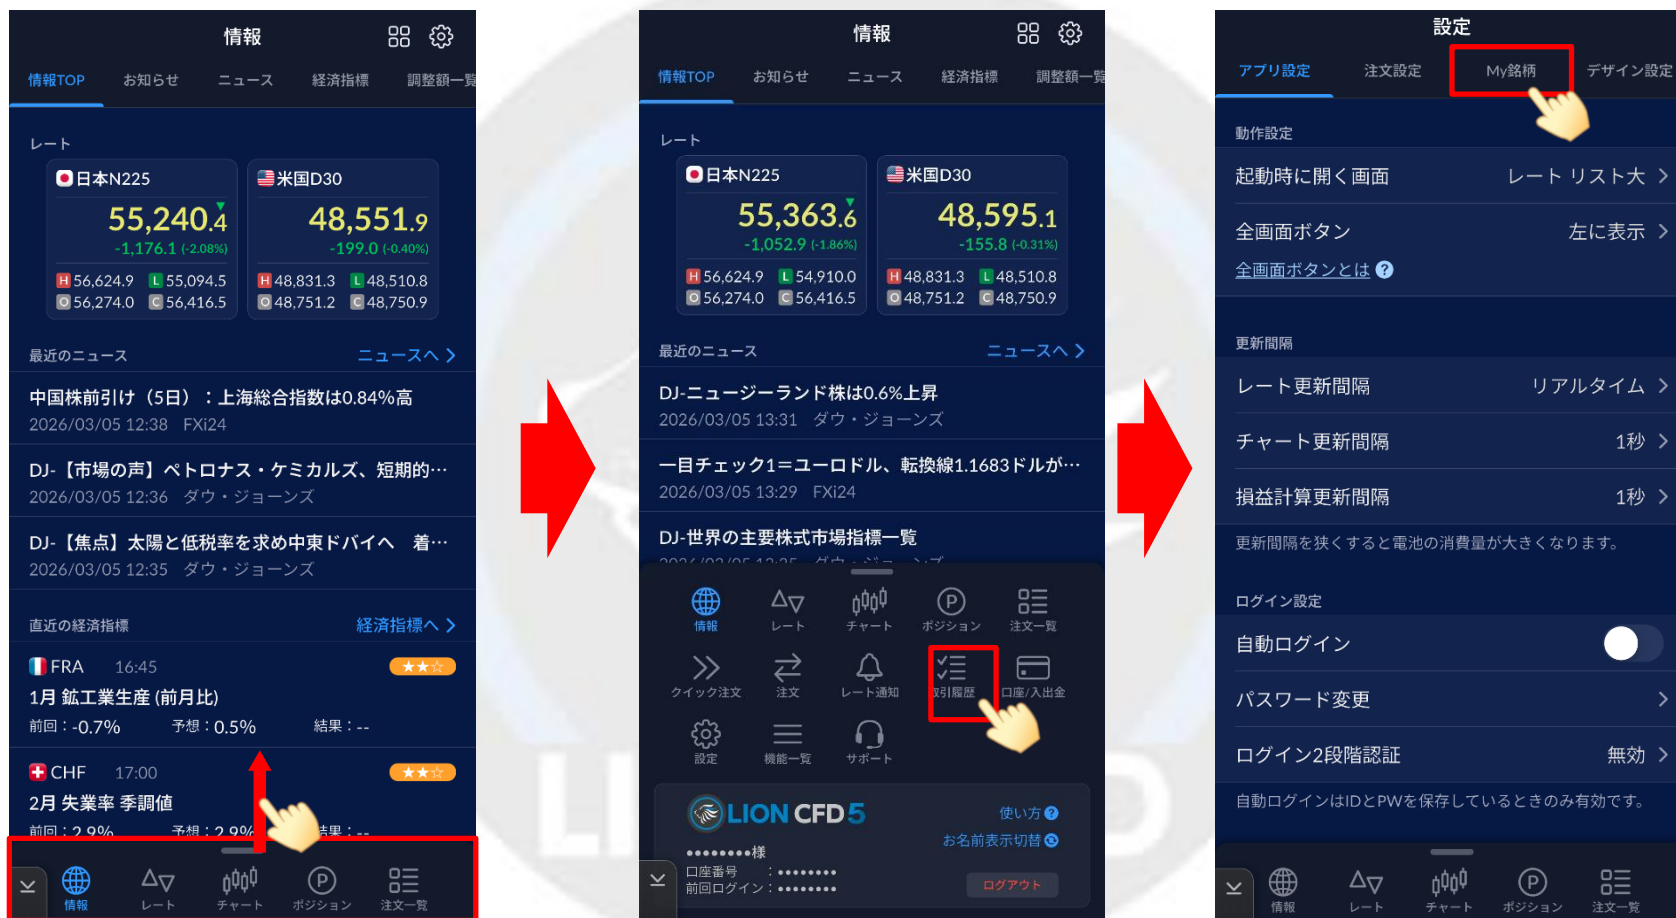 情報
情報TOP お知らせ ニュース 経済指標 調整額一覧
レート
日本N225
55,240.4
-1,176.1 (-2.08%)
H 56,624.9 L 55,094.5
O 56,274.0 C 56,416.5
米国D30
48,551.9
-199.0 (-0.40%)
H 48,831.3 L 48,510.8
O 48,751.2 C 48,750.9
最近のニュース ニュースへ
中国株前引け（5日）：上海総合指数は0.84%高
2026/03/05 12:38 FXi24
DJ-【市場の声】ペトロナス・ケミカルズ、短期的…
2026/03/05 12:36 ダウ・ジョーンズ
DJ-【焦点】太陽と低税率を求め中東ドバイへ 着…
2026/03/05 12:35 ダウ・ジョーンズ
直近の経済指標 経済指標へ
FRA 16:45 ★★☆
1月 鉱工業生産 (前月比)
前回：-0.7% 予想：0.5% 結果：--
CHF 17:00 ★★☆
2月 失業率 季調値
前回：2.9% 予想：2.9% 結果：--
情報 レート チャート ポジション 注文一覧
情報
情報TOP お知らせ ニュース 経済指標 調整額一覧
レート
日本N225
55,363.6
-1,052.9 (-1.86%)
H 56,624.9 L 54,910.0
O 56,274.0 C 56,416.5
米国D30
48,595.1
-155.8 (-0.31%)
H 48,831.3 L 48,510.8
O 48,751.2 C 48,750.9
最近のニュース ニュースへ
DJ-ニュージーランド株は0.6%上昇
2026/03/05 13:31 ダウ・ジョーンズ
一目チェック1＝ユーロドル、転換線1.1683ドルが…
2026/03/05 13:29 FXi24
DJ-世界の主要株式市場指標一覧
情報 レート チャート ポジション 注文一覧
クイック注文 注文 レート通知 取引履歴 口座/入出金
設定 機能一覧 サポート
LION CFD 5
使い方
お名前表示切替
••••••••様
口座番号 ：••••••••
前回ログイン：••••••••
ログアウト
設定
アプリ設定 注文設定 My銘柄 デザイン設定
動作設定
起動時に開く画面 レート リスト大
全画面ボタン 左に表示
全画面ボタンとは
更新間隔
レート更新間隔 リアルタイム
チャート更新間隔 1秒
損益計算更新間隔 1秒
更新間隔を狭くすると電池の消費量が大きくなります。
ログイン設定
自動ログイン
パスワード変更
ログイン2段階認証 無効
自動ログインはIDとPWを保存しているときのみ有効です。
情報 レート チャート ポジション 注文一覧